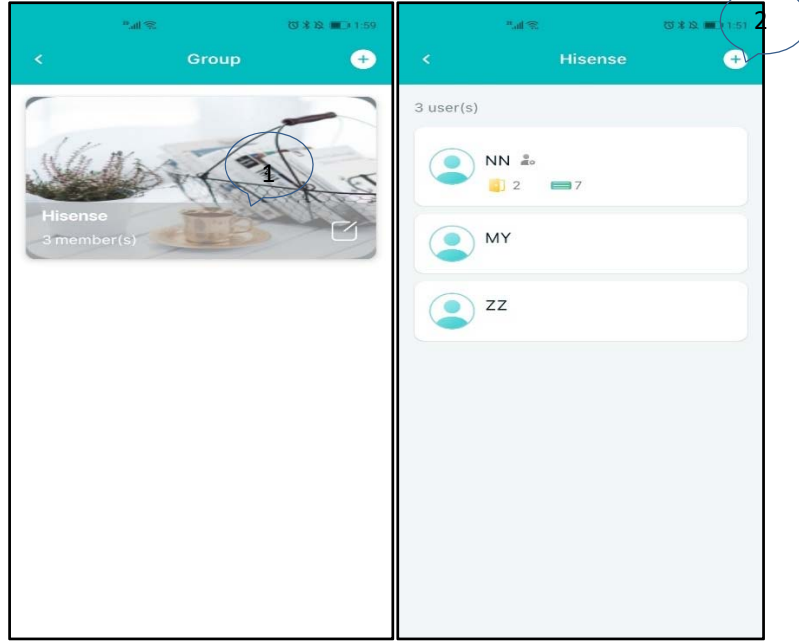 1:59
Group
1
Hisense
3 member(s)
1:51
2
Hisense
3 user(s)
NN
2 7
MY
ZZ